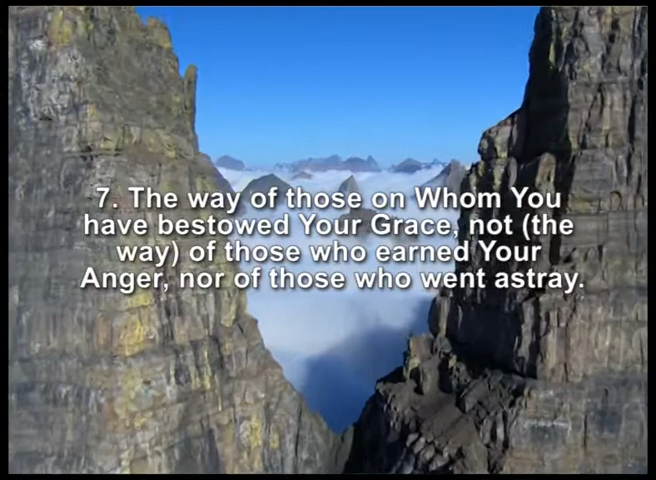 7. The way of those on Whom You
have bestowed Your Grace, not (the
way) of those who earned Your
Anger, nor of those who went astray.